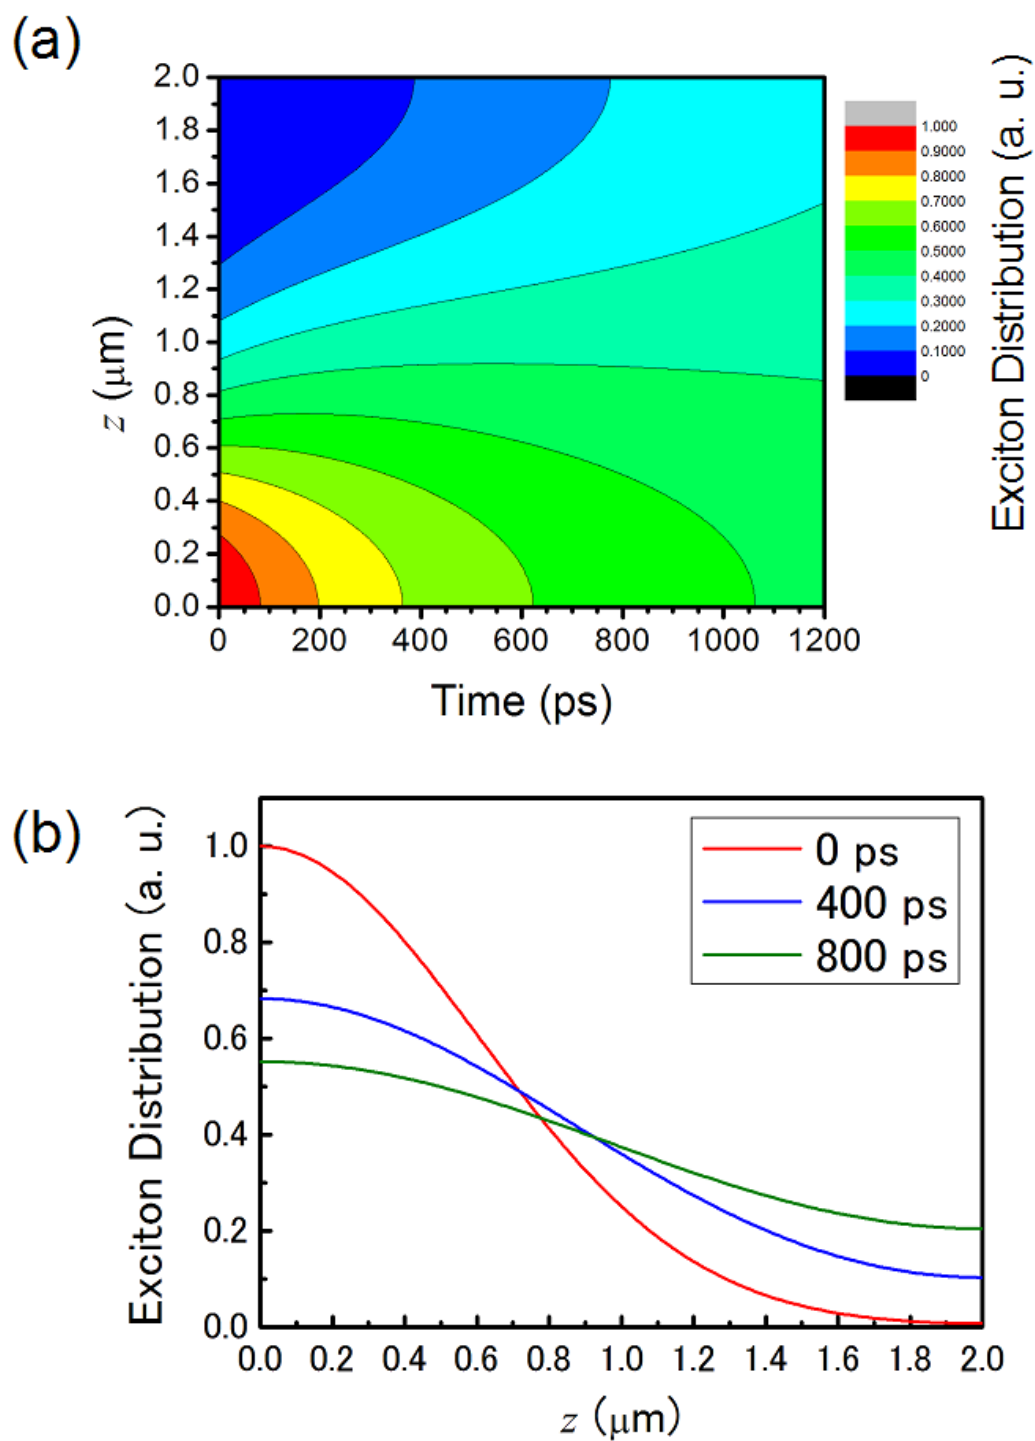 (a)
2.0
1.8
1.6
1.4
1.2
1.0
0.8
0.6
0.4
0.2
0.0
z (μm)
0 200 400 600 800 1000 1200
Time (ps)
1.000
0.9000
0.8000
0.7000
0.6000
0.5000
0.4000
0.3000
0.2000
0.1000
0
Exciton Distribution (a. u.)
(b)
Exciton Distribution (a. u.)
1.0
0.8
0.6
0.4
0.2
0.0
0 ps
400 ps
800 ps
0.0 0.2 0.4 0.6 0.8 1.0 1.2 1.4 1.6 1.8 2.0
z (μm)